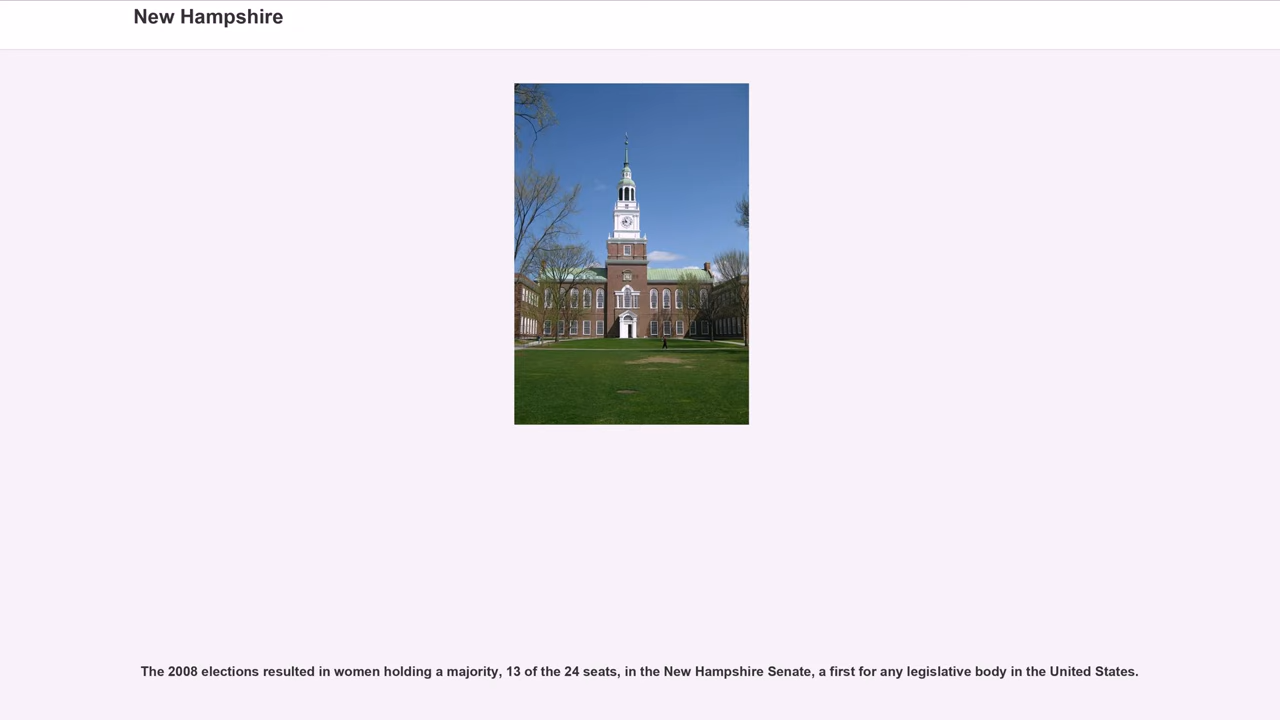 New Hampshire
The 2008 elections resulted in women holding a majority, 13 of the 24 seats, in the New Hampshire Senate, a first for any legislative body in the United States.